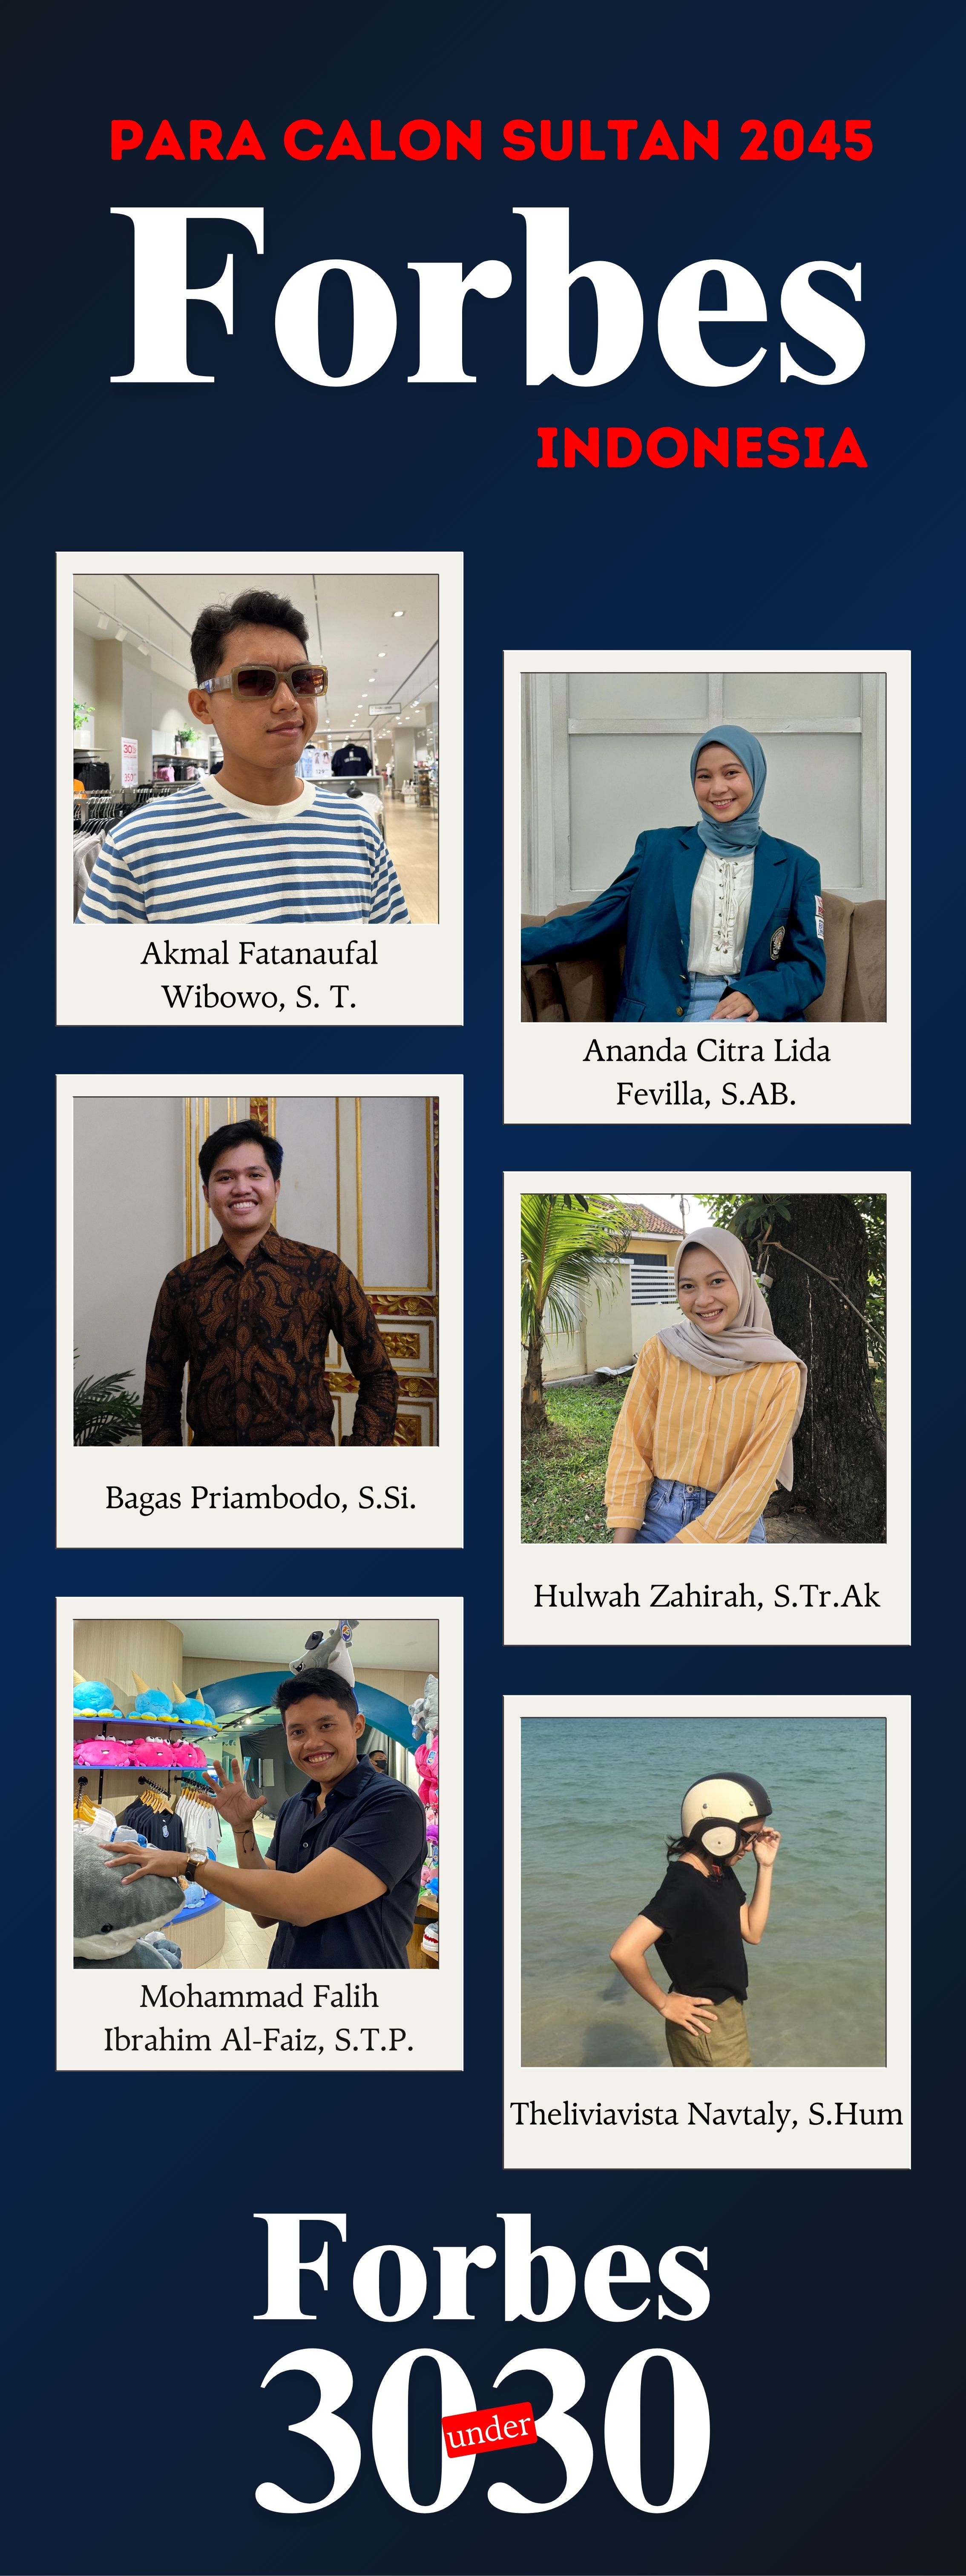 PARA CALON SULTAN 2045
Forbes
INDONESIA
Akmal Fatanaufal
Wibowo, S. T.
Ananda Citra Lida
Fevilla, S.AB.
Bagas Priambodo, S.Si.
Hulwah Zahirah, S.Tr.Ak
Mohammad Falih
Ibrahim Al-Faiz, S.T.P.
Theliviavista Navtaly, S.Hum
Forbes
30 under 30